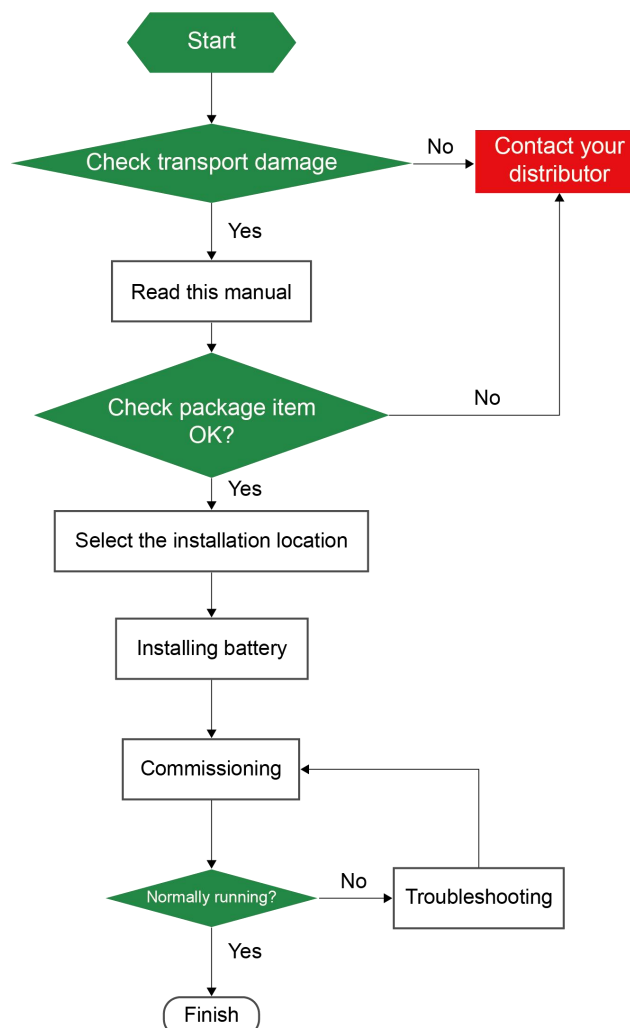 Start
Check transport damage
No
Contact your
distributor
Yes
Read this manual
Check package item
OK?
No
Yes
Select the installation location
Installing battery
Commissioning
Normally running?
No
Troubleshooting
Yes
Finish